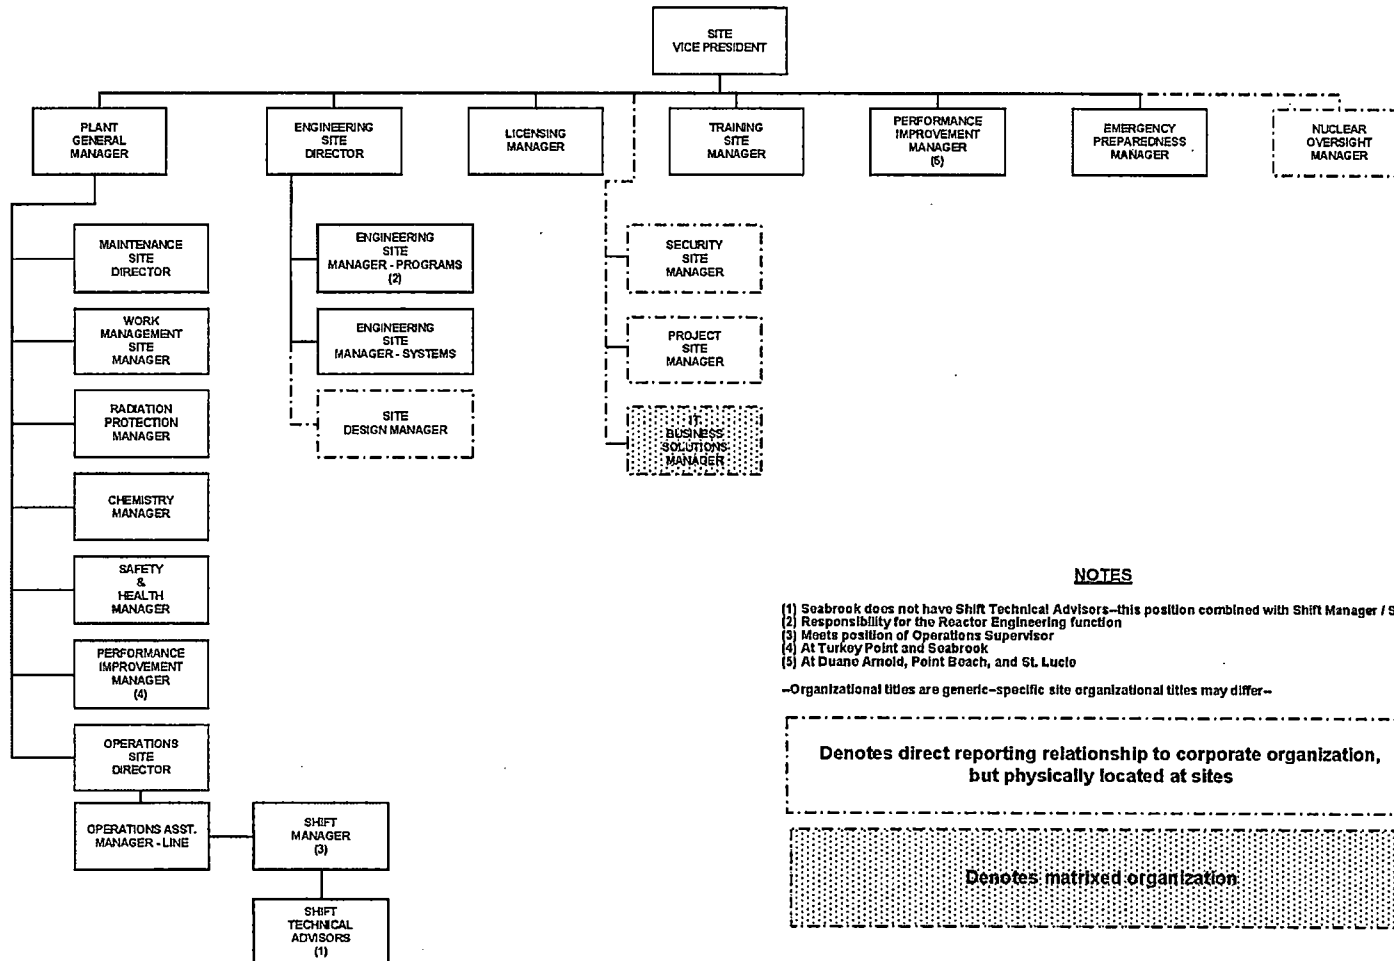 SITE
VICE PRESIDENT
PLANT
GENERAL
MANAGER
ENGINEERING
SITE
DIRECTOR
LICENSING
MANAGER
TRAINING
SITE
MANAGER
PERFORMANCE
IMPROVEMENT
MANAGER
(5)
EMERGENCY
PREPAREDNESS
MANAGER
NUCLEAR
OVERSIGHT
MANAGER
MAINTENANCE
SITE
DIRECTOR
ENGINEERING
SITE
MANAGER - PROGRAMS
(2)
SECURITY
SITE
MANAGER
WORK
MANAGEMENT
SITE
MANAGER
ENGINEERING
SITE
MANAGER - SYSTEMS
PROJECT
SITE
MANAGER
RADIATION
PROTECTION
MANAGER
SITE
DESIGN MANAGER
IT
BUSINESS
SOLUTIONS
MANAGER
CHEMISTRY
MANAGER
SAFETY
&
HEALTH
MANAGER
PERFORMANCE
IMPROVEMENT
MANAGER
(4)
OPERATIONS
SITE
DIRECTOR
OPERATIONS ASST.
MANAGER - LINE
SHIFT
MANAGER
(3)
SHIFT
TECHNICAL
ADVISORS
(1)
NOTES
(1) Seabrook does not have Shift Technical Advisors--this position combined with Shift Manager / S
(2) Responsibility for the Reactor Engineering function
(3) Meets position of Operations Supervisor
(4) At Turkey Point and Seabrook
(5) At Duane Arnold, Point Beach, and St. Lucie
--Organizational titles are generic--specific site organizational titles may differ--
Denotes direct reporting relationship to corporate organization,
but physically located at sites
Denotes matrixed organization